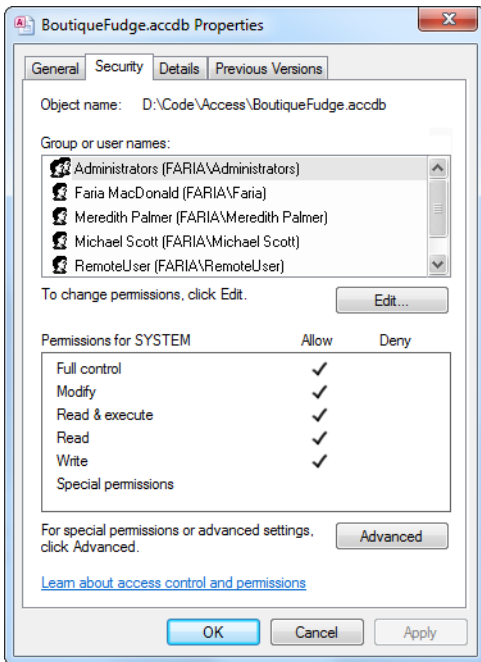 BoutiqueFudge.accdb Properties
General Security Details Previous Versions
Object name: D:\Code\Access\BoutiqueFudge.accdb
Group or user names:
Administrators (FARIA\Administrators)
Faria MacDonald (FARIA\Faria)
Meredith Palmer (FARIA\Meredith Palmer)
Michael Scott (FARIA\Michael Scott)
RemoteUser (FARIA\RemoteUser)
To change permissions, click Edit. Edit...
Permissions for SYSTEM Allow Deny
Full control
Modify
Read & execute
Read
Write
Special permissions
For special permissions or advanced settings,
click Advanced. Advanced
Learn about access control and permissions
OK Cancel Apply